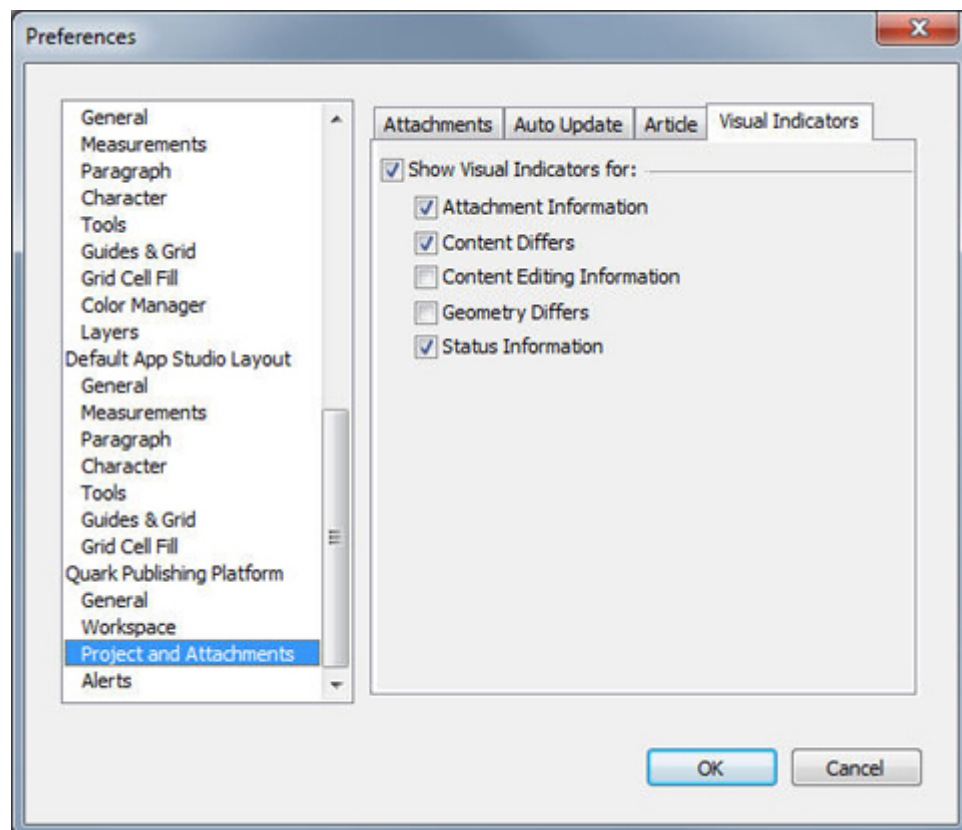 Preferences
General
Measurements
Paragraph
Character
Tools
Guides & Grid
Grid Cell Fill
Color Manager
Layers
Default App Studio Layout
General
Measurements
Paragraph
Character
Tools
Guides & Grid
Grid Cell Fill
Quark Publishing Platform
General
Workspace
Project and Attachments
Alerts
Attachments Auto Update Article Visual Indicators
Show Visual Indicators for:
Attachment Information
Content Differs
Content Editing Information
Geometry Differs
Status Information
OK Cancel